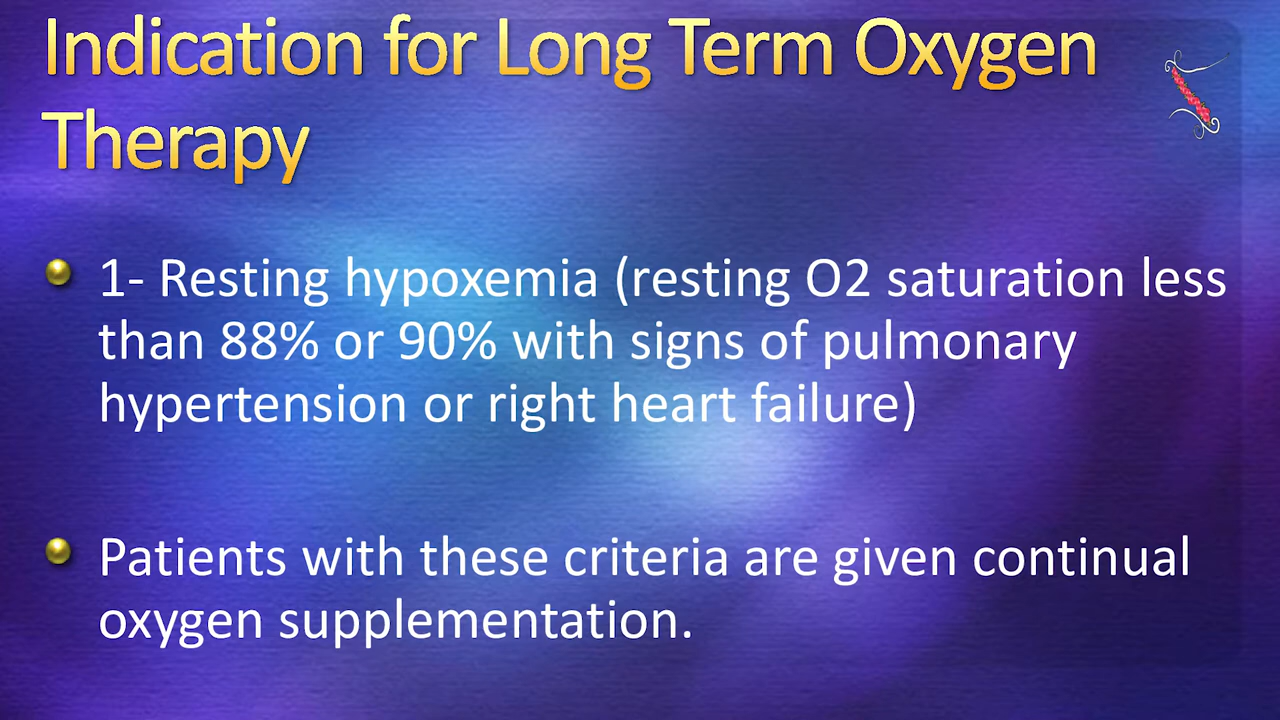 Indication for Long Term Oxygen
Therapy
1- Resting hypoxemia (resting O2 saturation less
than 88% or 90% with signs of pulmonary
hypertension or right heart failure)
Patients with these criteria are given continual
oxygen supplementation.